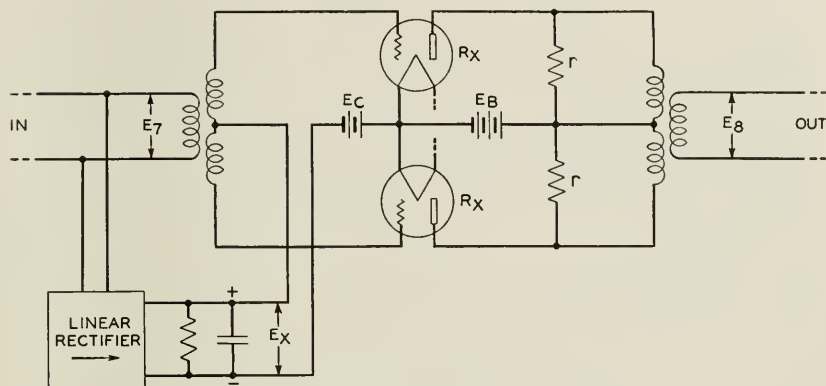 RX
r
EC
EB
IN
E7
E8
OUT
RX
r
LINEAR
RECTIFIER
+
EX
−